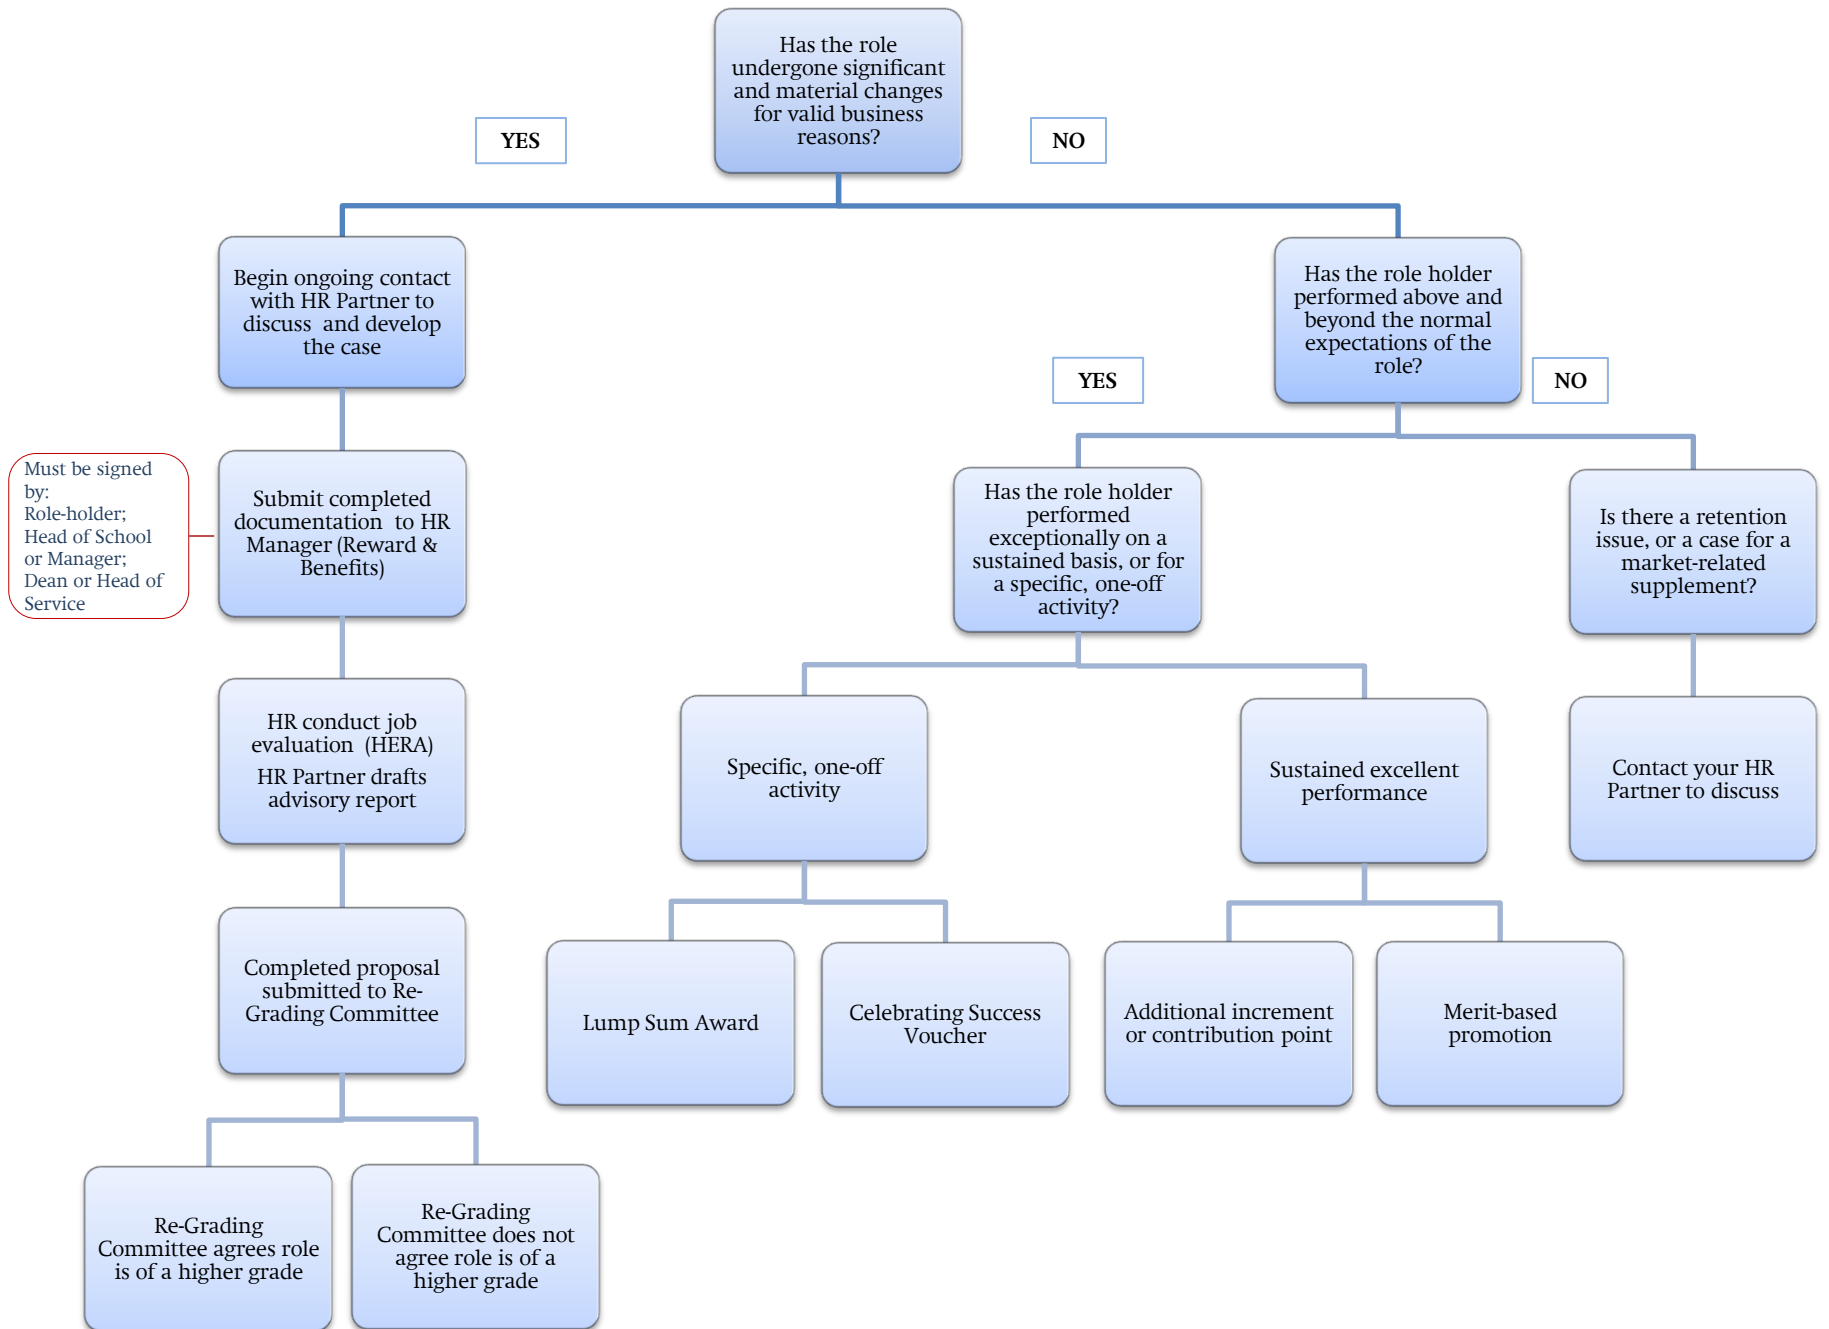 Has the role
undergone significant
and material changes
for valid business
reasons?
YES
NO
Begin ongoing contact
with HR Partner to
discuss and develop
the case
Has the role holder
performed above and
beyond the normal
expectations of the
role?
YES
NO
Must be signed
by:
Role-holder;
Head of School
or Manager;
Dean or Head of
Service
Submit completed
documentation to HR
Manager (Reward &
Benefits)
Has the role holder
performed
exceptionally on a
sustained basis, or for
a specific, one-off
activity?
Is there a retention
issue, or a case for a
market-related
supplement?
HR conduct job
evaluation (HERA)
HR Partner drafts
advisory report
Specific, one-off
activity
Sustained excellent
performance
Contact your HR
Partner to discuss
Completed proposal
submitted to Re-
Grading Committee
Lump Sum Award
Celebrating Success
Voucher
Additional increment
or contribution point
Merit-based
promotion
Re-Grading
Committee agrees role
is of a higher grade
Re-Grading
Committee does not
agree role is of a
higher grade